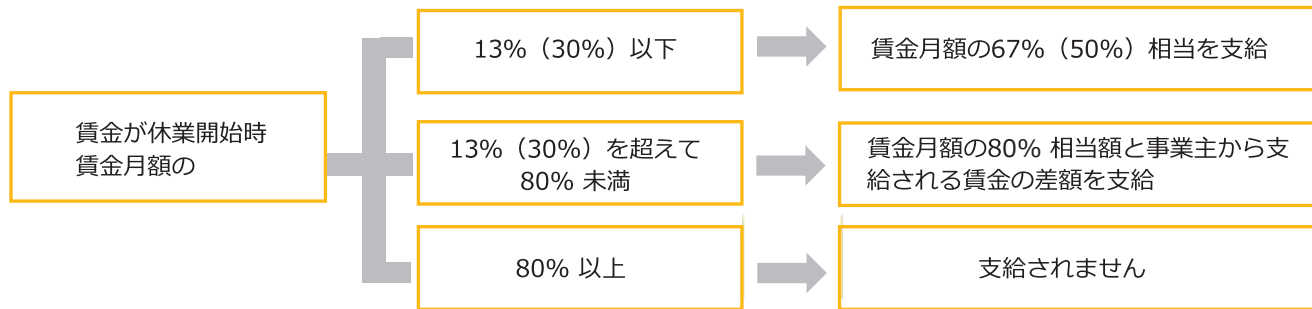 賃金が休業開始時
賃金月額の
13%（30%）以下
賃金月額の67%（50%）相当を支給
13%（30%）を超えて
80% 未満
賃金月額の80% 相当額と事業主から支
給される賃金の差額を支給
80% 以上
支給されません